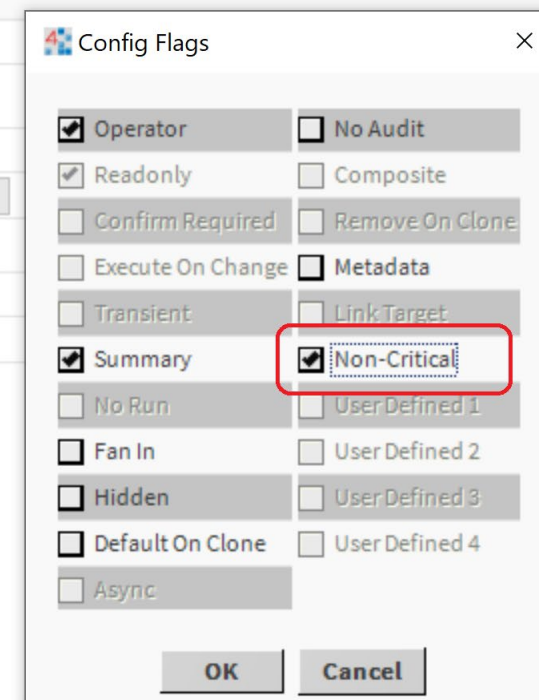 Config Flags
Operator
No Audit
Readonly
Composite
Confirm Required
Remove On Clone
Execute On Change
Metadata
Transient
Link Target
Summary
Non-Critical
No Run
User Defined 1
Fan In
User Defined 2
Hidden
User Defined 3
Default On Clone
User Defined 4
Async
OK
Cancel